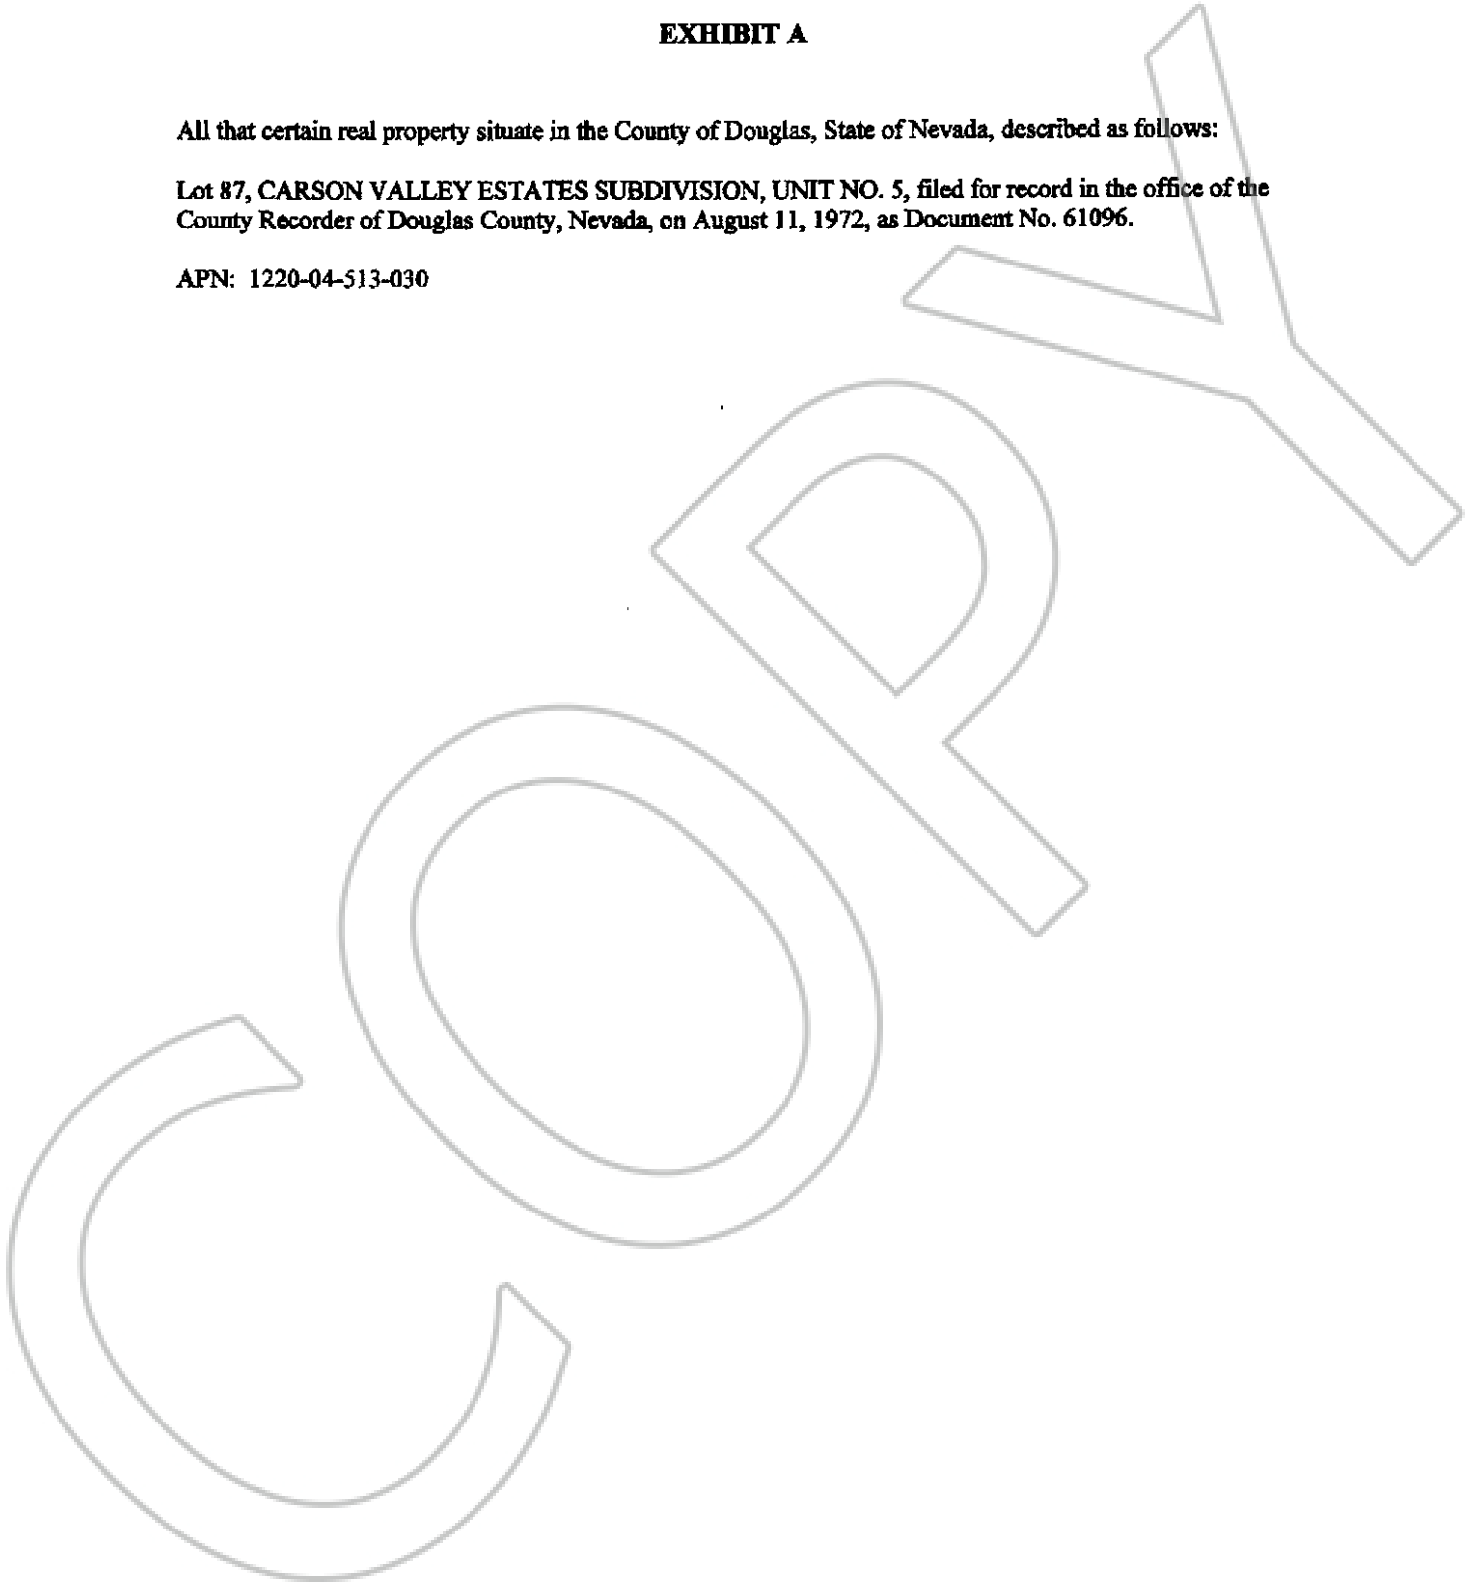 EXHIBIT A
All that certain real property situate in the County of Douglas, State of Nevada, described as follows:
Lot 87, CARSON VALLEY ESTATES SUBDIVISION, UNIT NO. 5, filed for record in the office of the
County Recorder of Douglas County, Nevada, on August 11, 1972, as Document No. 61096.
APN: 1220-04-513-030
COPY